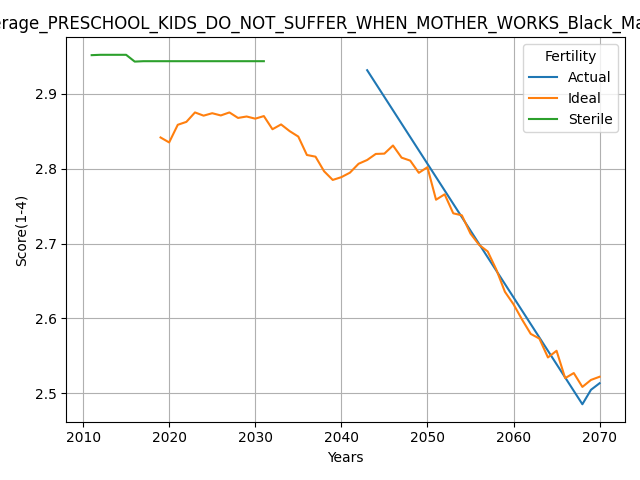 erage_PRESCHOOL_KIDS_DO_NOT_SUFFER_WHEN_MOTHER_WORKS_Black_Ma
Fertility
Actual
Ideal
Sterile
Score(1-4)
2.9
2.8
2.7
2.6
2.5
2010 2020 2030 2040 2050 2060 2070
Years